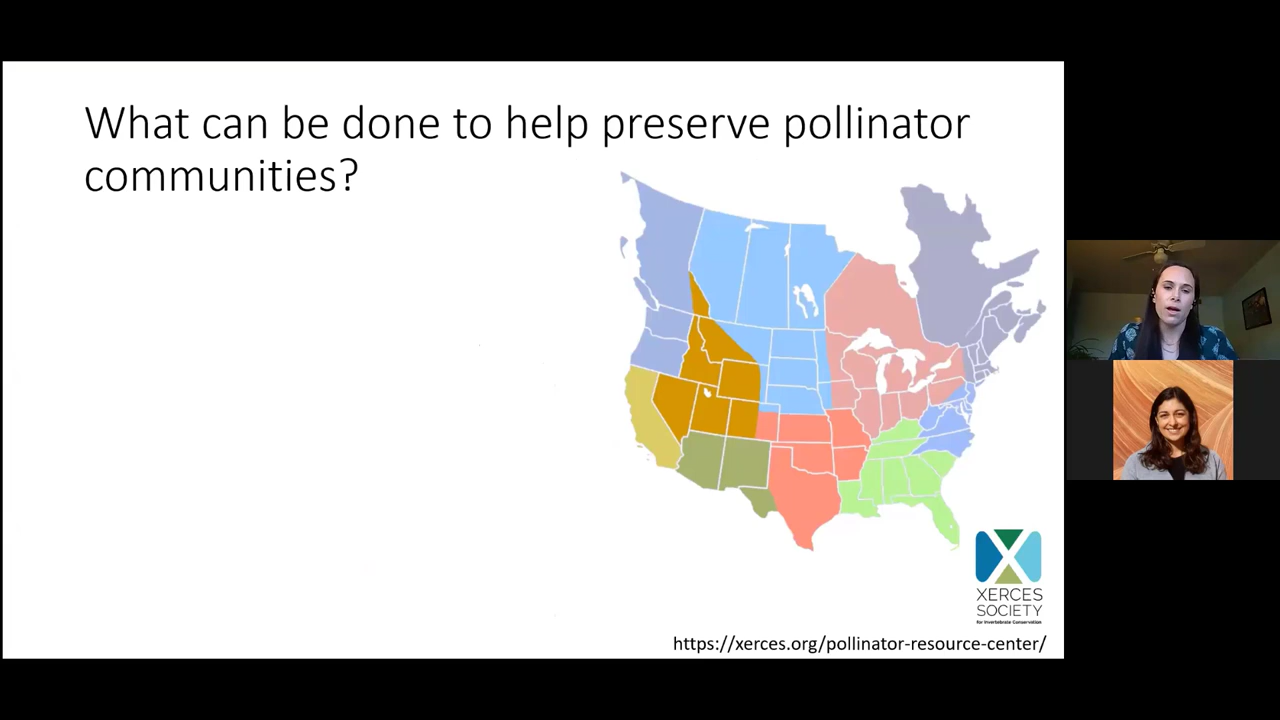 What can be done to help preserve pollinator
communities?
XERCES
SOCIETY
for Invertebrate Conservation
https://xerces.org/pollinator-resource-center/